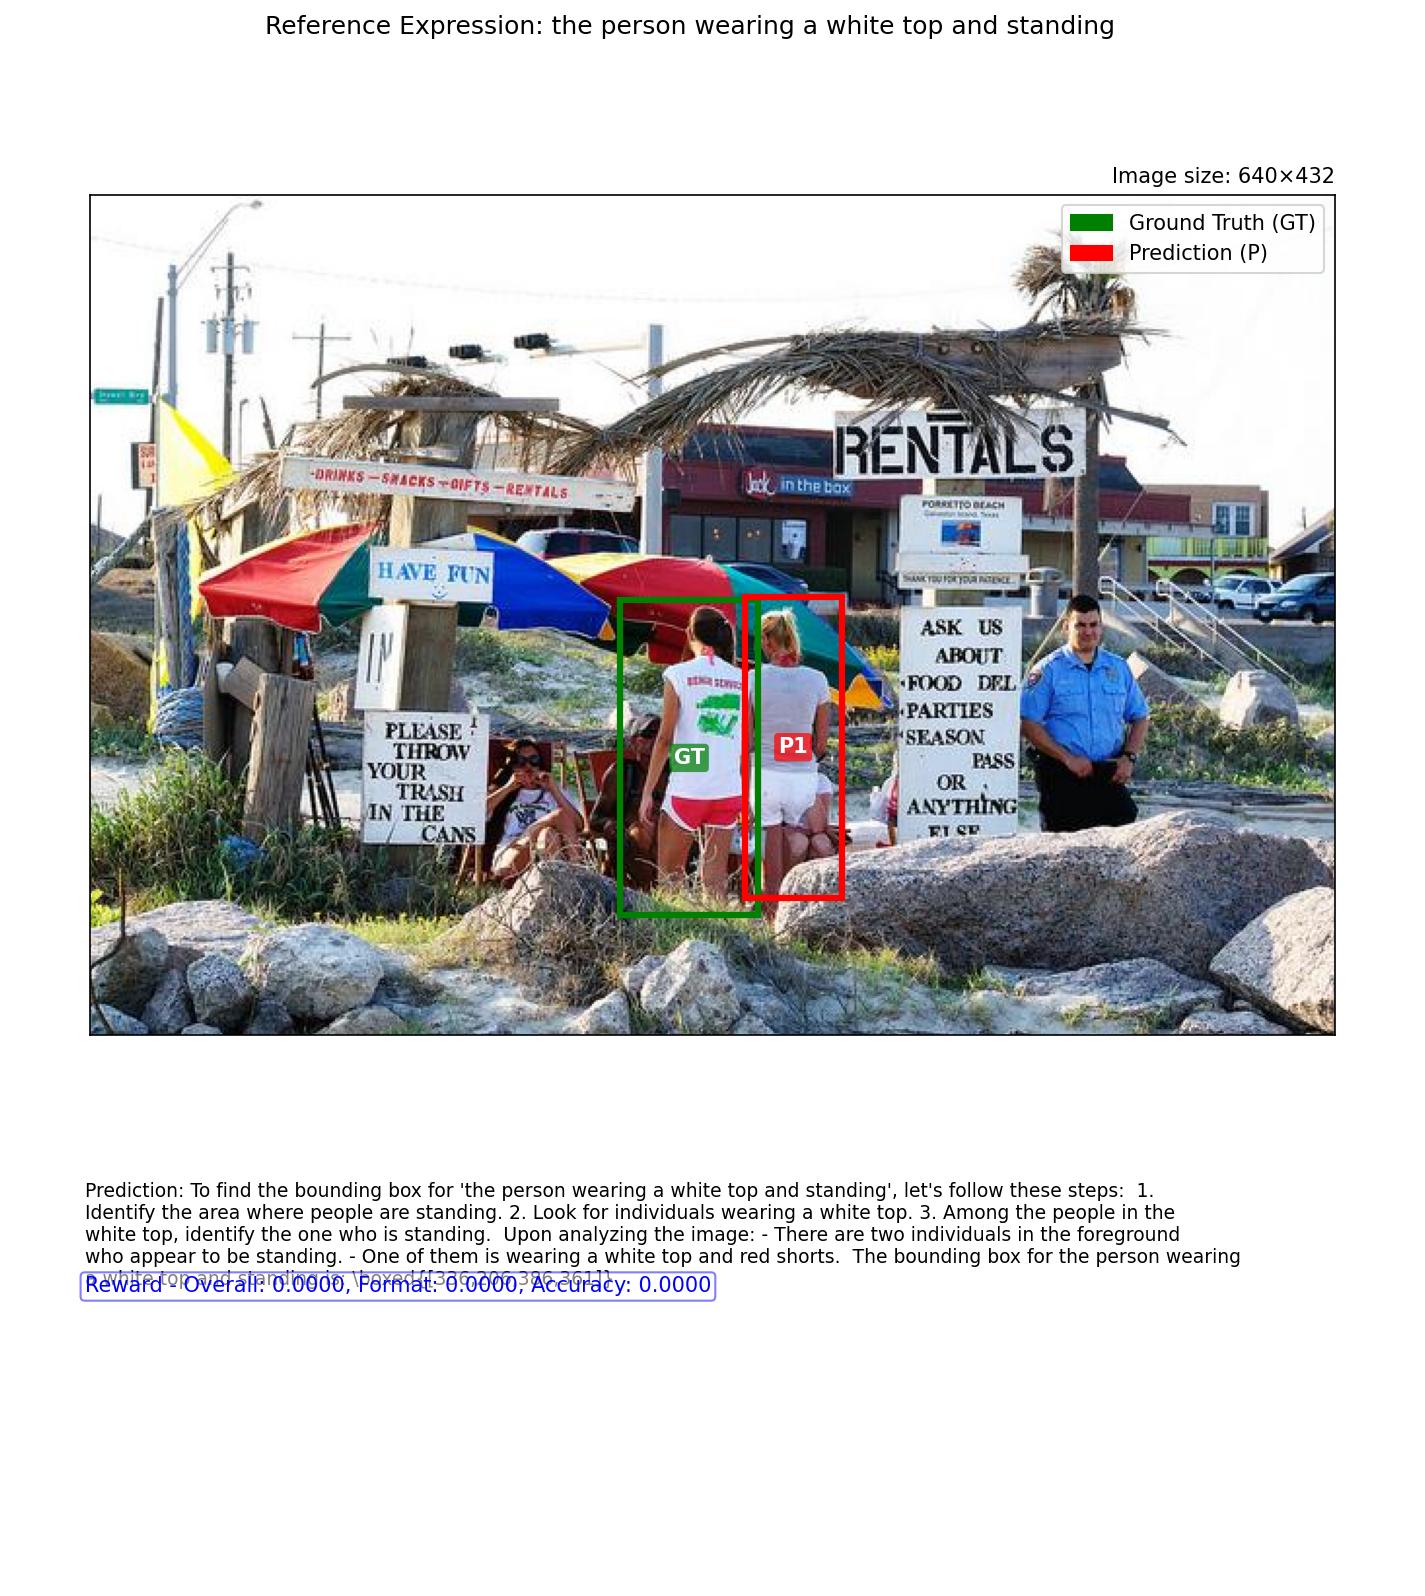 Reference Expression: the person wearing a white top and standing
Image size: 640×432
Ground Truth (GT)
Prediction (P)
RENTALS
-DRINKS-SNACKS-GIFTS-RENTALS
Jack in the box
PORRETTO BEACH
Galveston Island, Texas
HAVE FUN
THANK YOU FOR YOUR PATIENCE...
IN
ASK US
ABOUT
FOOD DEL
PARTIES
SEASON
PASS
OR
ANYTHING
ELSE
GT
P1
PLEASE
THROW
YOUR
TRASH
IN THE
CANS
Prediction: To find the bounding box for 'the person wearing a white top and standing', let's follow these steps:  1.
Identify the area where people are standing. 2. Look for individuals wearing a white top. 3. Among the people in the
white top, identify the one who is standing.  Upon analyzing the image: - There are two individuals in the foreground
who appear to be standing. - One of them is wearing a white top and red shorts.  The bounding box for the person wearing
a white top and standing is: \boxed{[336,206,386,361]}
Reward - Overall: 0.0000, Format: 0.0000, Accuracy: 0.0000